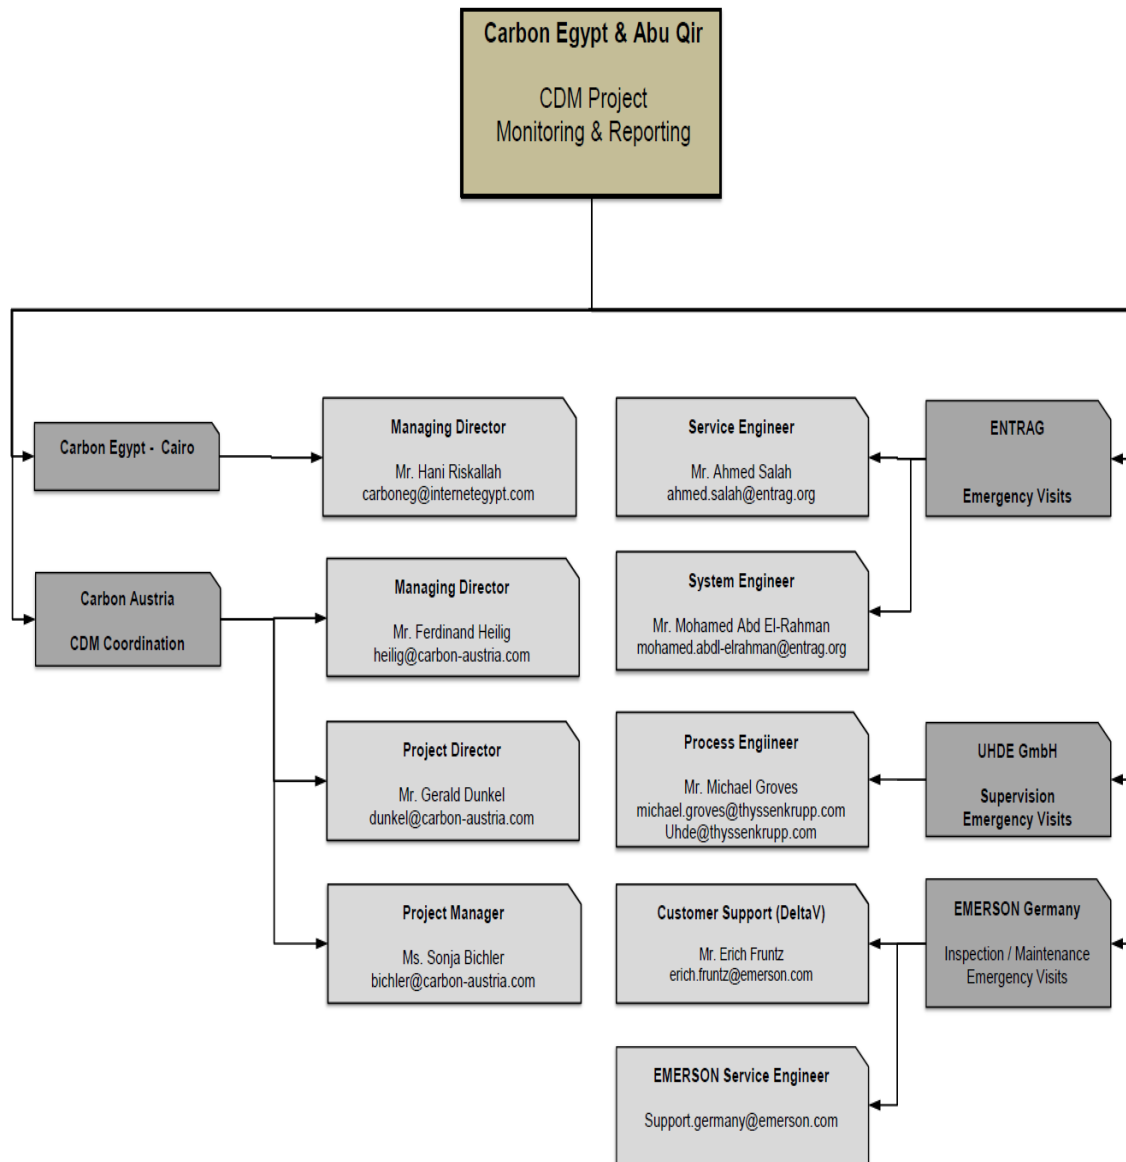 Carbon Egypt & Abu Qir
CDM Project
Monitoring & Reporting
Carbon Egypt - Cairo
Managing Director
Mr. Hani Riskallah
carboneg@internetegypt.com
Service Engineer
Mr. Ahmed Salah
ahmed.salah@entrag.org
ENTRAG
Emergency Visits
Carbon Austria
CDM Coordination
Managing Director
Mr. Ferdinand Heilig
heilig@carbon-austria.com
System Engineer
Mr. Mohamed Abd El-Rahman
mohamed.abdl-elrahman@entrag.org
Project Director
Mr. Gerald Dunkel
dunkel@carbon-austria.com
Process Engiineer
Mr. Michael Groves
michael.groves@thyssenkrupp.com
Uhde@thyssenkrupp.com
UHDE GmbH
Supervision
Emergency Visits
Project Manager
Ms. Sonja Bichler
bichler@carbon-austria.com
Customer Support (DeltaV)
Mr. Erich Fruntz
erich.fruntz@emerson.com
EMERSON Germany
Inspection / Maintenance
Emergency Visits
EMERSON Service Engineer
Support.germany@emerson.com